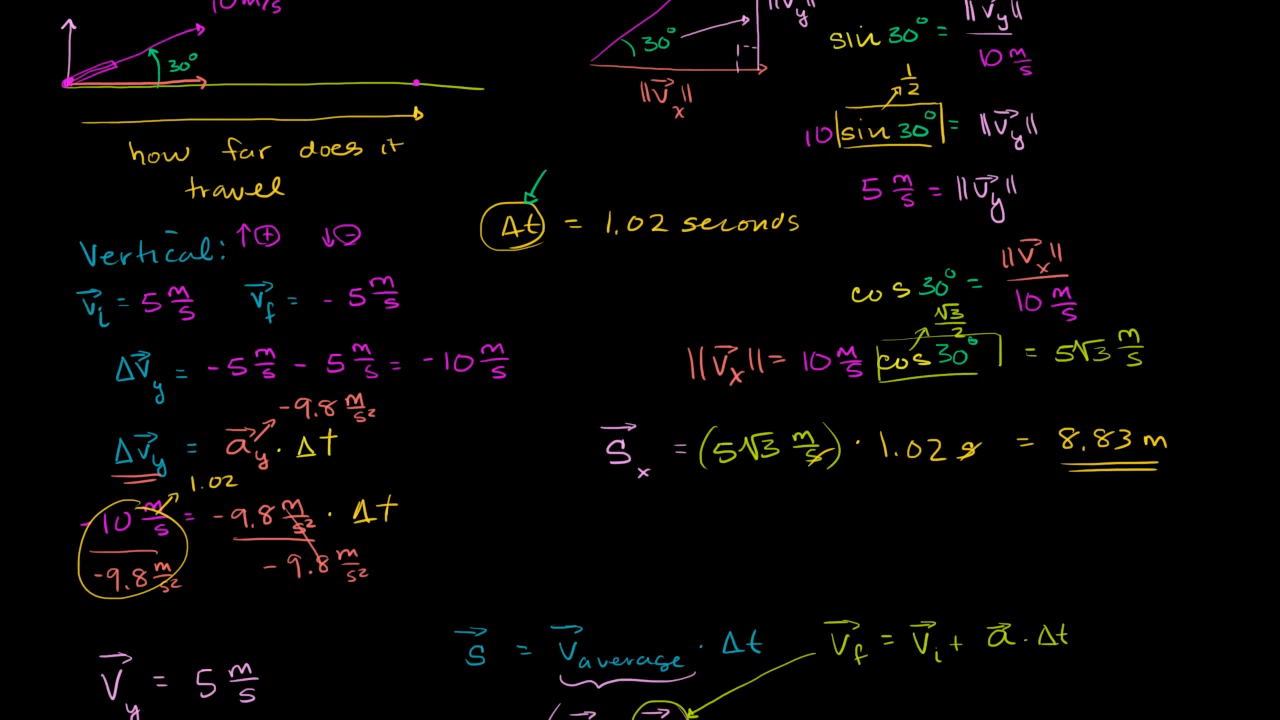 10 m/s
30°
how far does it
travel
Vertical: ↑⊕ ↓⊖
v⃗i = 5 m/s v⃗f = -5 m/s
Δv⃗y = -5 m/s - 5 m/s = -10 m/s
-9.8 m/s²
Δv⃗y = a⃗y · Δt
1.02
-10 m/s = -9.8 m/s² · Δt
-9.8 m/s² -9.8 m/s²
v⃗y = 5 m/s
||v⃗y||
30°
||v⃗x||
Δt = 1.02 seconds
sin 30° = ||v⃗y|| / 10 m/s
1/2
10 |sin 30°| = ||v⃗y||
5 m/s = ||v⃗y||
cos 30° = ||v⃗x|| / 10 m/s
√3/2
||v⃗x|| = 10 m/s |cos 30°| = 5√3 m/s
S⃗x = (5√3 m/s) · 1.02 s = 8.83 m
s⃗ = v⃗average · Δt
v⃗f = v⃗i + a⃗ · Δt